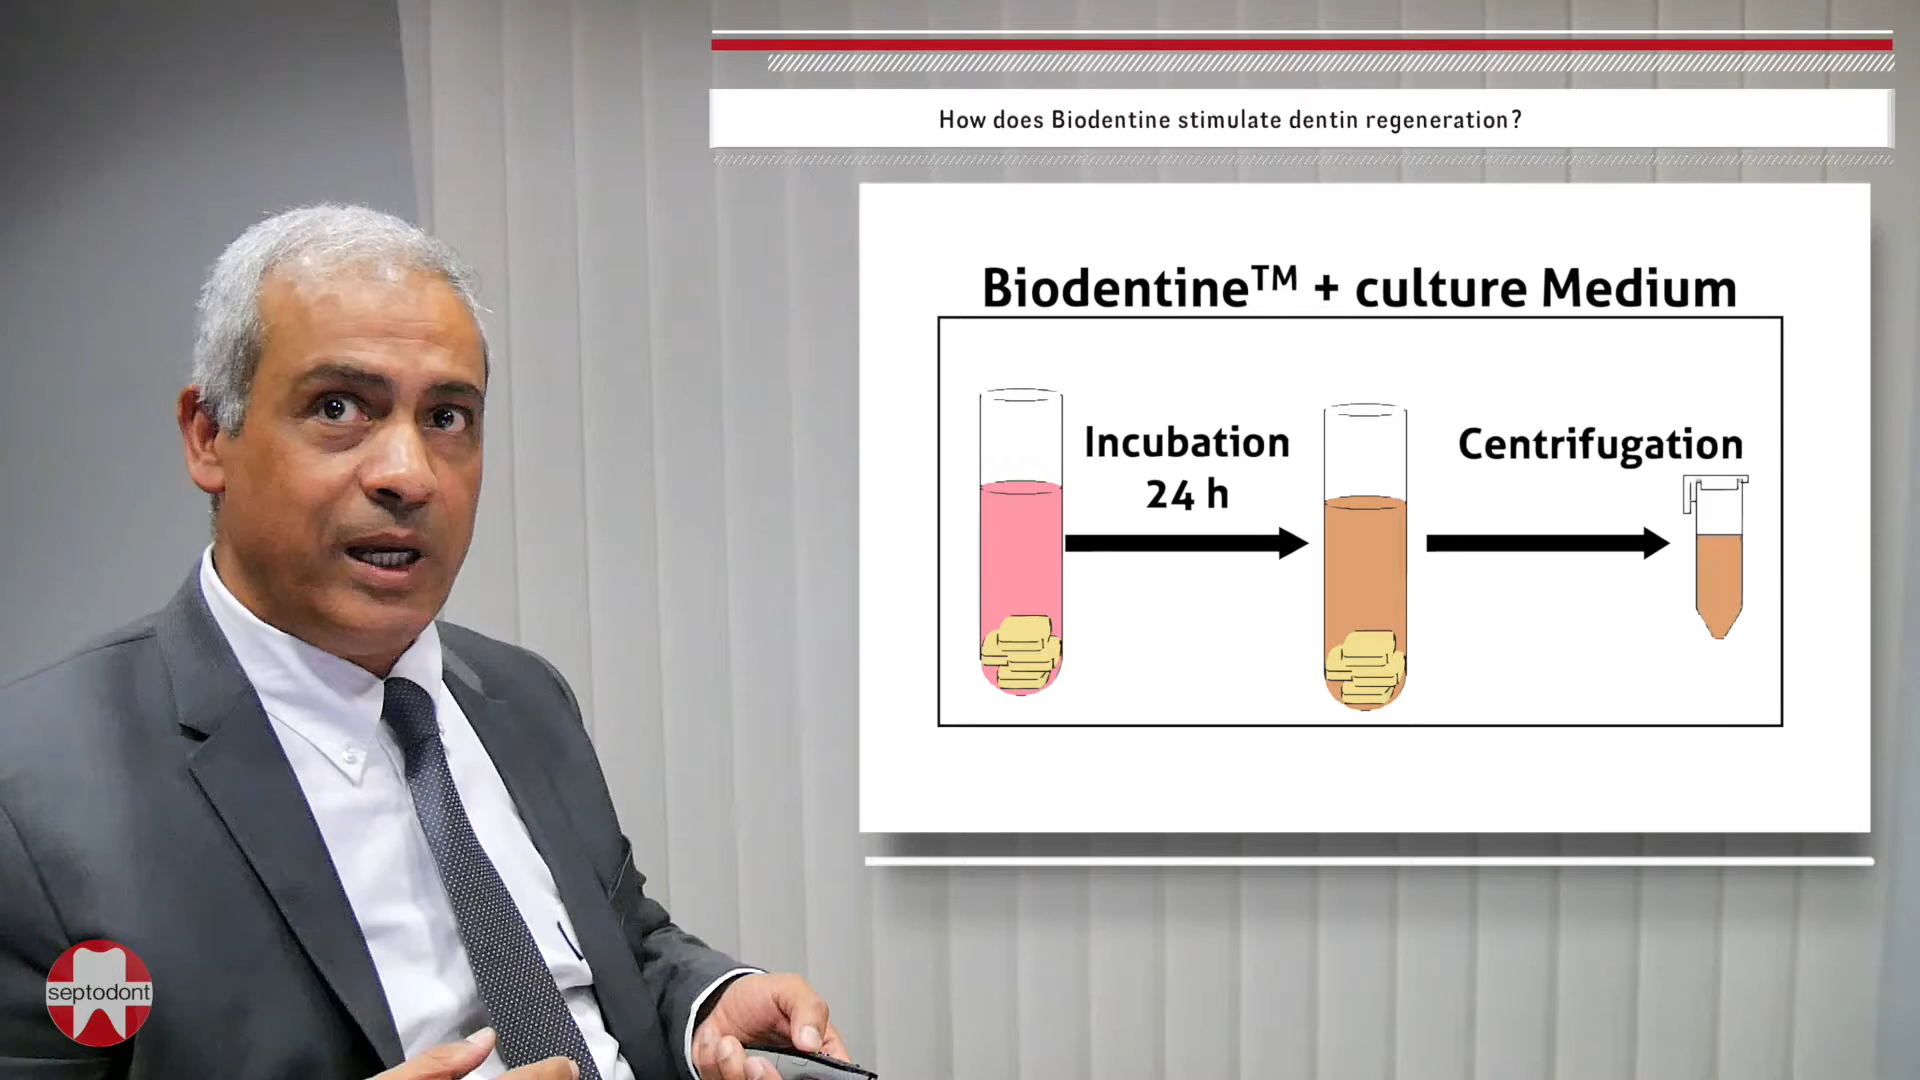 How does Biodentine stimulate dentin regeneration?
Biodentine™ + culture Medium
Incubation
24 h
Centrifugation
septodont